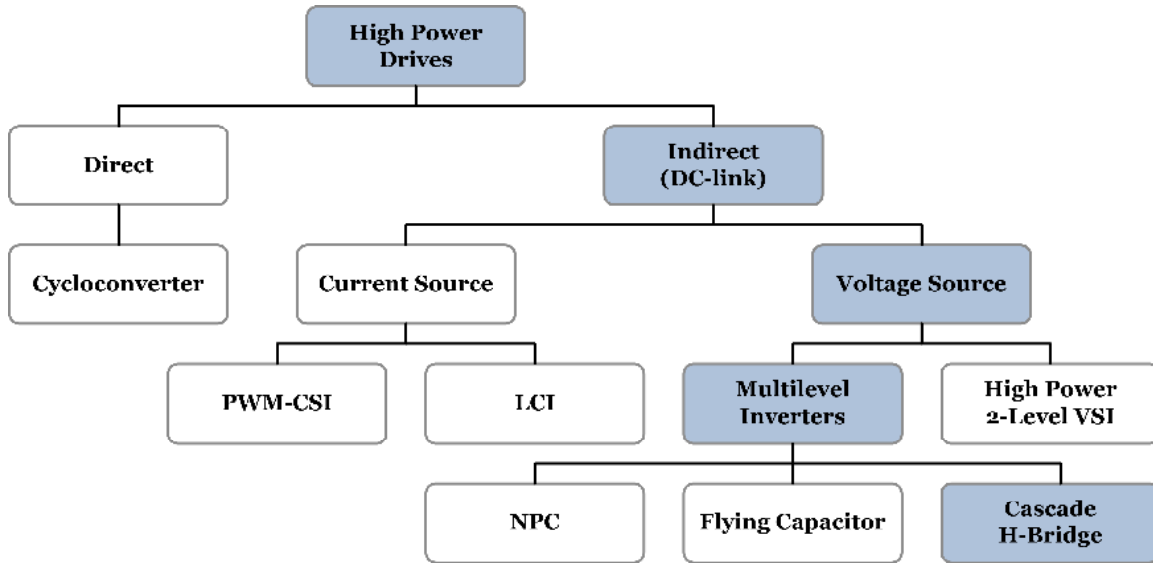 High Power
Drives
Direct
Indirect
(DC-link)
Cycloconverter
Current Source
Voltage Source
PWM-CSI
LCI
Multilevel
Inverters
High Power
2-Level VSI
NPC
Flying Capacitor
Cascade
H-Bridge